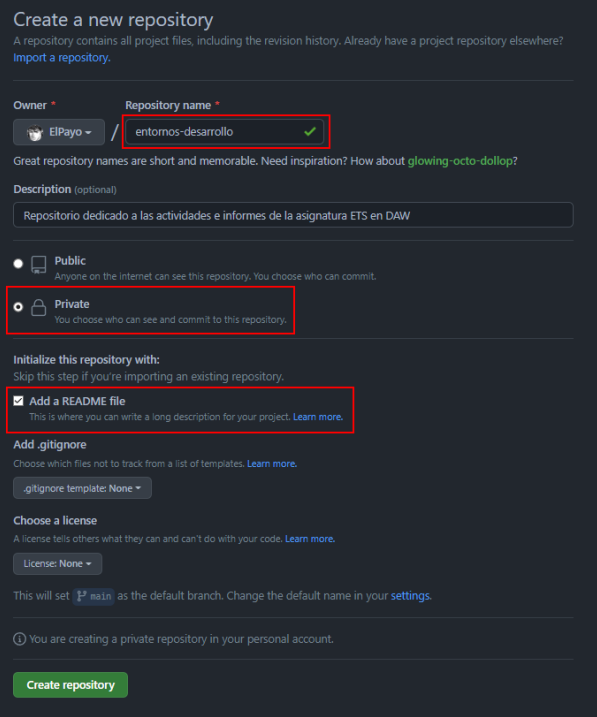 Create a new repository
A repository contains all project files, including the revision history. Already have a project repository elsewhere?
Import a repository.
Owner * Repository name *
ElPayo / entornos-desarrollo
Great repository names are short and memorable. Need inspiration? How about glowing-octo-dollop?
Description (optional)
Repositorio dedicado a las actividades e informes de la asignatura ETS en DAW
Public
Anyone on the internet can see this repository. You choose who can commit.
Private
You choose who can see and commit to this repository.
Initialize this repository with:
Skip this step if you're importing an existing repository.
Add a README file
This is where you can write a long description for your project. Learn more.
Add .gitignore
Choose which files not to track from a list of templates. Learn more.
.gitignore template: None
Choose a license
A license tells others what they can and can't do with your code. Learn more.
License: None
This will set main as the default branch. Change the default name in your settings.
You are creating a private repository in your personal account.
Create repository